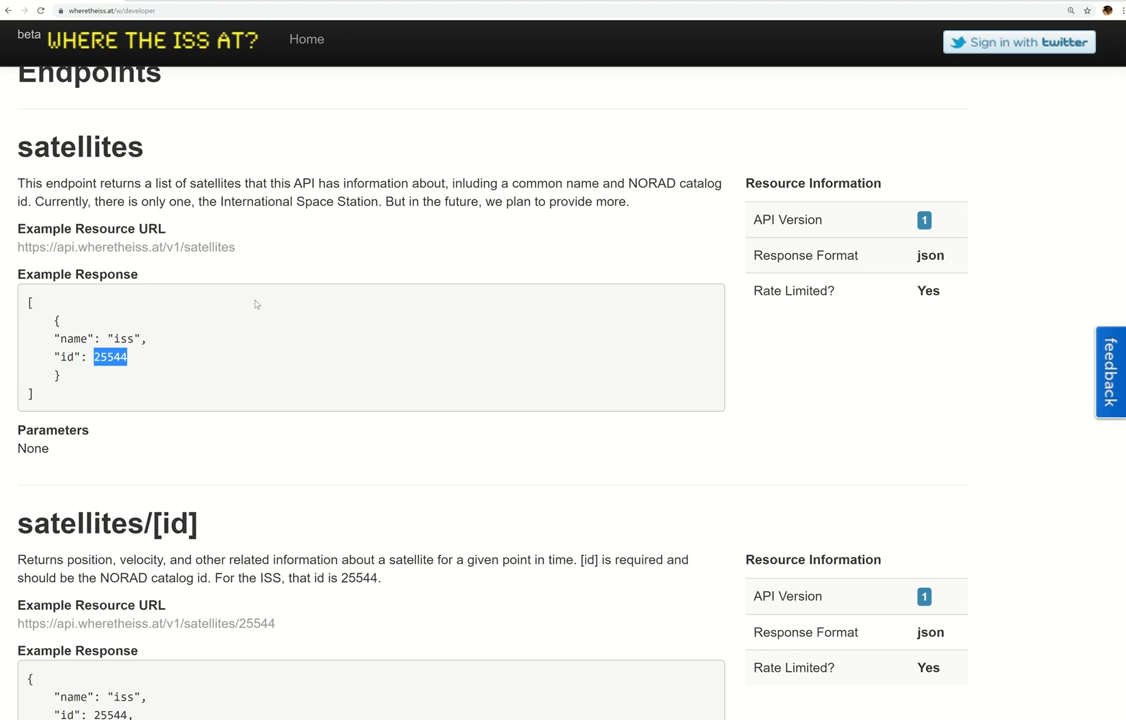 wheretheiss.at/w/developer
beta WHERE THE ISS AT? Home Sign in with twitter
Endpoints
satellites
This endpoint returns a list of satellites that this API has information about, inluding a common name and NORAD catalog
id. Currently, there is only one, the International Space Station. But in the future, we plan to provide more.
Example Resource URL
https://api.wheretheiss.at/v1/satellites
Example Response
[
{
"name": "iss",
"id": 25544
}
]
Parameters
None
Resource Information
API Version 1
Response Format json
Rate Limited? Yes
feedback
satellites/[id]
Returns position, velocity, and other related information about a satellite for a given point in time. [id] is required and
should be the NORAD catalog id. For the ISS, that id is 25544.
Example Resource URL
https://api.wheretheiss.at/v1/satellites/25544
Example Response
{
"name": "iss",
"id": 25544,
Resource Information
API Version 1
Response Format json
Rate Limited? Yes